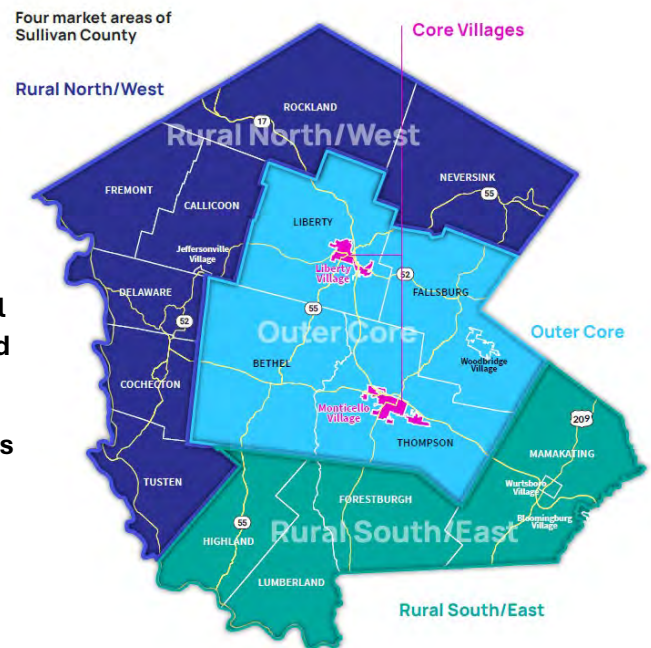 Four market areas of
Sullivan County
Core Villages
Rural North/West
ROCKLAND
17
Rural North/West
NEVERSINK
55
FREMONT
CALLICOON
LIBERTY
Jeffersonville
Village
Liberty
Village
52
DELAWARE
FALLSBURG
l
d
52
55
Outer Core
Outer Core
BETHEL
Woodbridge
Village
COCHECTON
Monticello
Village
209
s
THOMPSON
MAMAKATING
TUSTEN
Wurtsboro
Village
FORESTBURGH
55
Bloomingburg
Village
HIGHLAND
Rural South/East
LUMBERLAND
Rural South/East